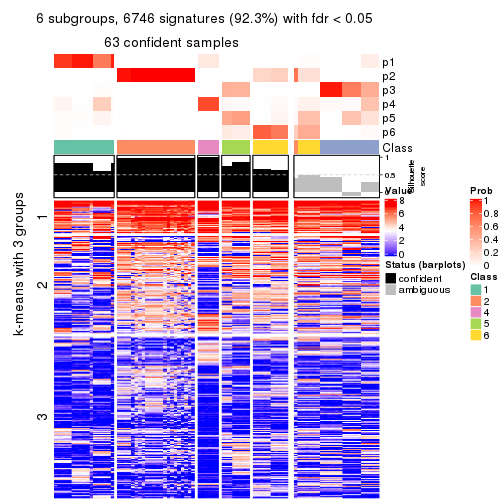 6 subgroups, 6746 signatures (92.3%) with fdr < 0.05
63 confident samples
p1
p2
p3
p4
p5
p6
Class
1
0.5
0
Silhouette
score
k-means with 3 groups
1
2
3
Value
8
6
4
2
0
Status (barplots)
confident
ambiguous
Prob
1
0.8
0.6
0.4
0.2
0
Class
1
2
4
5
6